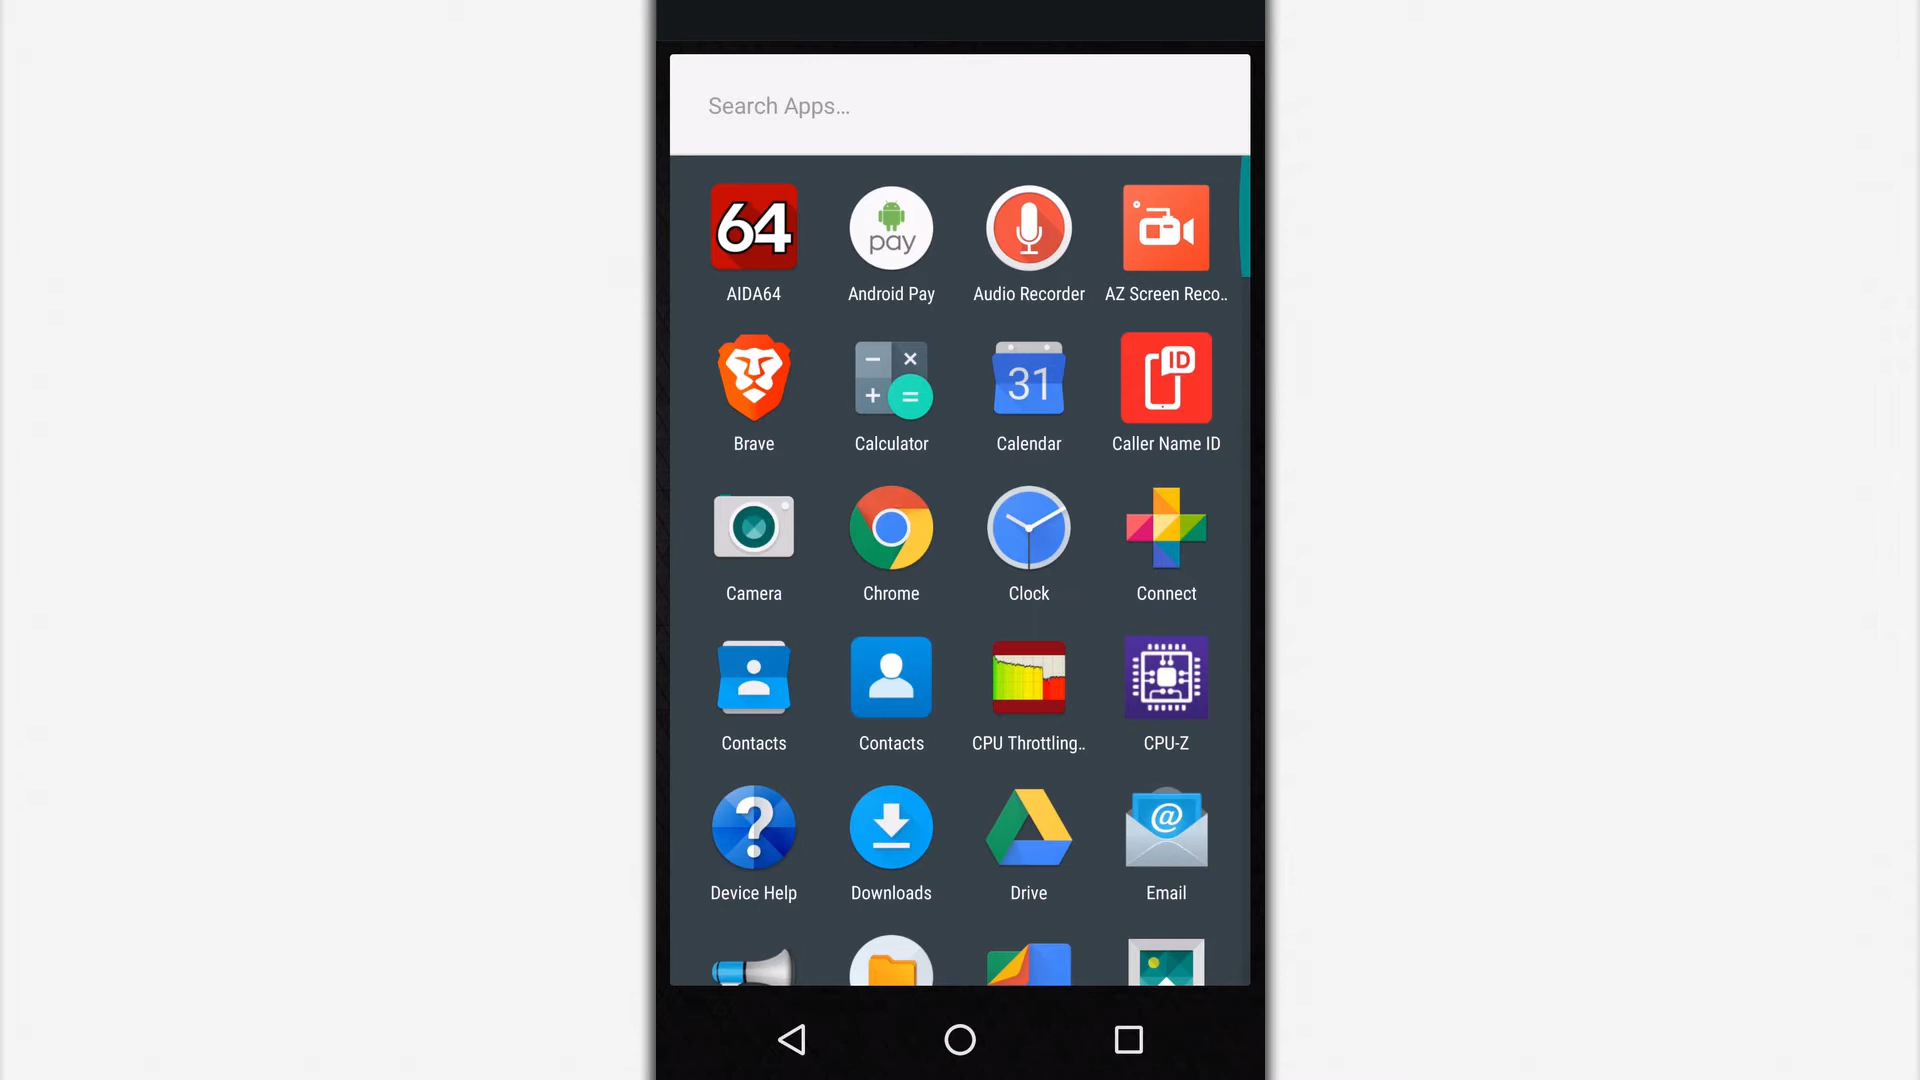 Search Apps...
64
pay
AIDA64
Android Pay
Audio Recorder
AZ Screen Reco..
31
ID
Brave
Calculator
Calendar
Caller Name ID
Camera
Chrome
Clock
Connect
Contacts
Contacts
CPU Throttling..
CPU-Z
?
@
Device Help
Downloads
Drive
Email